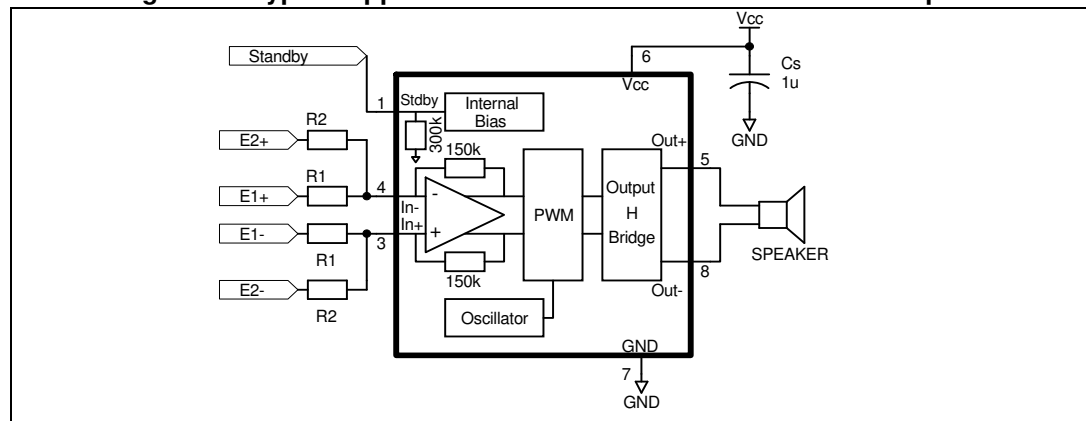 Vcc
Standby
6
Cs
1u
Vcc
1
Stdby
Internal
Bias
GND
R2
300k
E2+
150k
Out+
5
R1
4
Output
E1+
In-
-
H
PWM
In+
E1-
+
Bridge
3
SPEAKER
R1
150k
8
E2-
Out-
R2
Oscillator
GND
7
GND